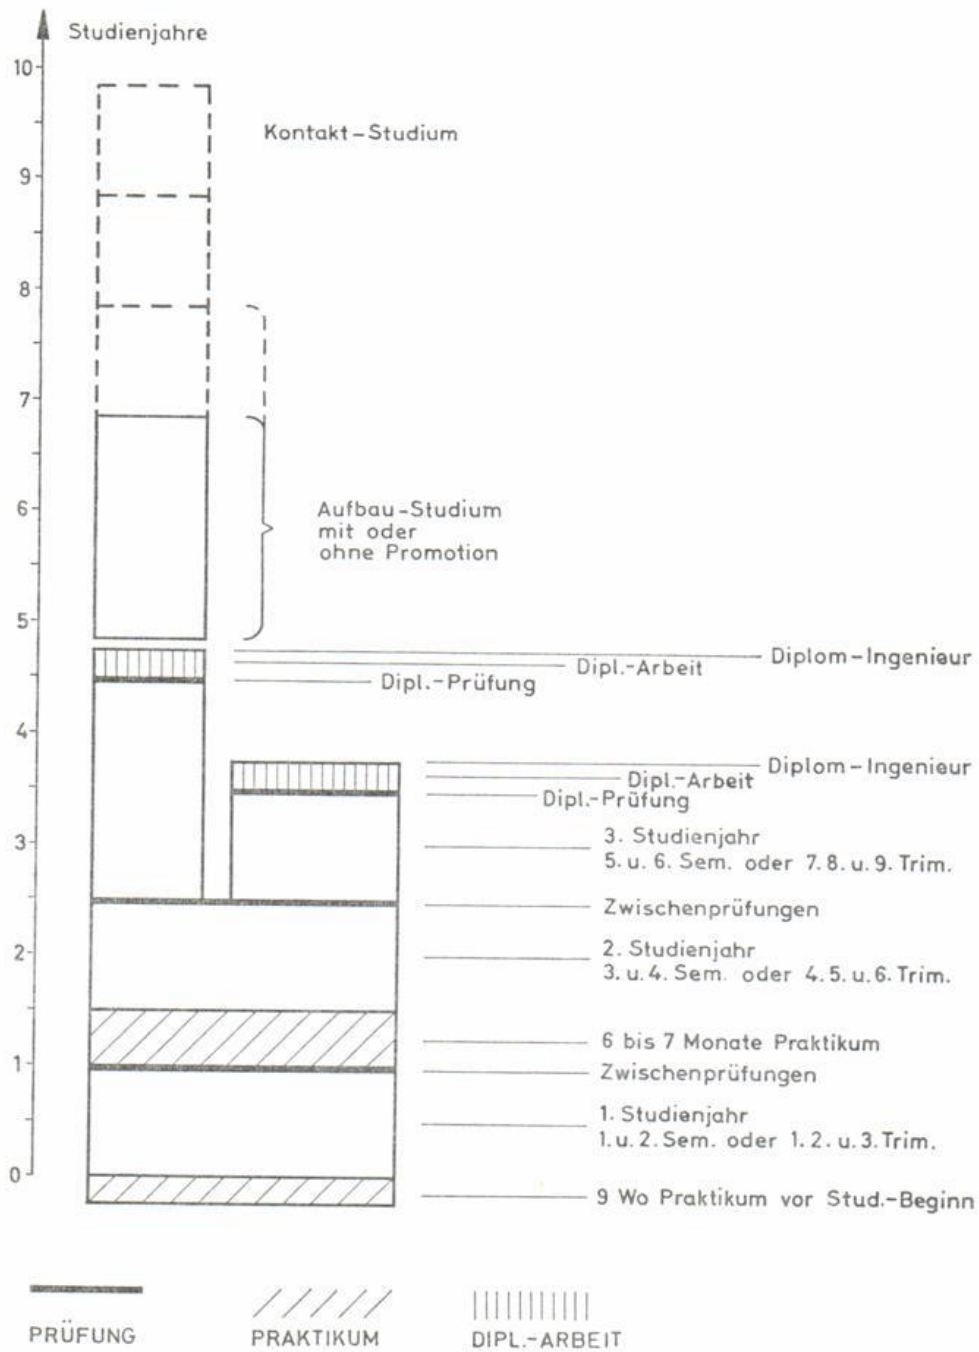 Studienjahre
10
Kontakt-Studium
9
8
7
6
Aufbau-Studium
mit oder
ohne Promotion
5
Diplom-Ingenieur
Dipl.-Arbeit
Dipl.-Prüfung
4
Diplom-Ingenieur
Dipl.-Arbeit
Dipl.-Prüfung
3
3. Studienjahr
5. u. 6. Sem. oder 7. 8. u. 9. Trim.
Zwischenprüfungen
2
2. Studienjahr
3. u. 4. Sem. oder 4. 5. u. 6. Trim.
6 bis 7 Monate Praktikum
1
Zwischenprüfungen
1. Studienjahr
1. u. 2. Sem. oder 1. 2. u. 3. Trim.
0
9 Wo Praktikum vor Stud.-Beginn
PRÜFUNG
PRAKTIKUM
DIPL.-ARBEIT